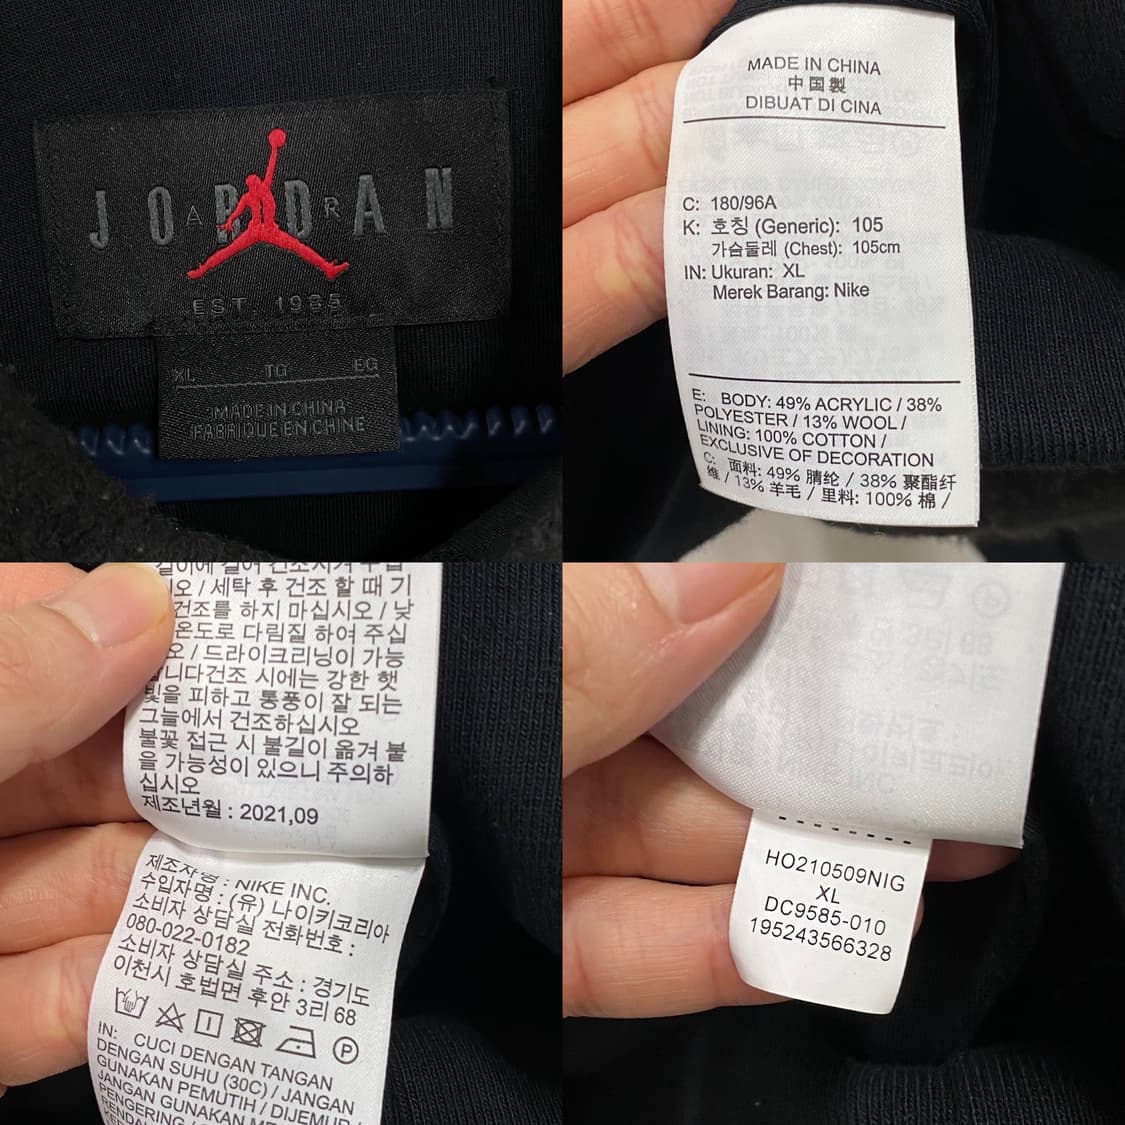 JORDAN
AIR
EST. 1985
XL TG EG
MADE IN CHINA
FABRIQUE EN CHINE
MADE IN CHINA
中国製
DIBUAT DI CINA
C: 180/96A
K: 호칭 (Generic): 105
가슴둘레 (Chest): 105cm
IN: Ukuran: XL
Merek Barang: Nike
E: BODY: 49% ACRYLIC / 38%
POLYESTER / 13% WOOL /
LINING: 100% COTTON /
EXCLUSIVE OF DECORATION
C: 面料: 49% 腈纶 / 38% 聚酯纤
维 / 13% 羊毛 / 里料: 100% 棉 /
오 / 세탁 후 건조 할 때 기
건조를 하지 마십시오 / 낮
온도로 다림질 하여 주십
오 / 드라이크리닝이 가능
니다건조 시에는 강한 햇
빛을 피하고 통풍이 잘 되는
그늘에서 건조하십시오
불꽃 접근 시 불길이 옮겨 붙
을 가능성이 있으니 주의하
십시오
제조년월 : 2021,09
제조자명 : NIKE INC.
수입자명 : (유) 나이키코리아
소비자 상담실 전화번호 :
080-022-0182
소비자 상담실 주소 : 경기도
이천시 호법면 후안 3리 68
P
IN: CUCI DENGAN TANGAN
DENGAN SUHU (30C) / JANGAN
GUNAKAN PEMUTIH / DIJEMUR /
JANGAN GUNAKAN
PENGERING /
HO210509NIG
XL
DC9585-010
195243566328